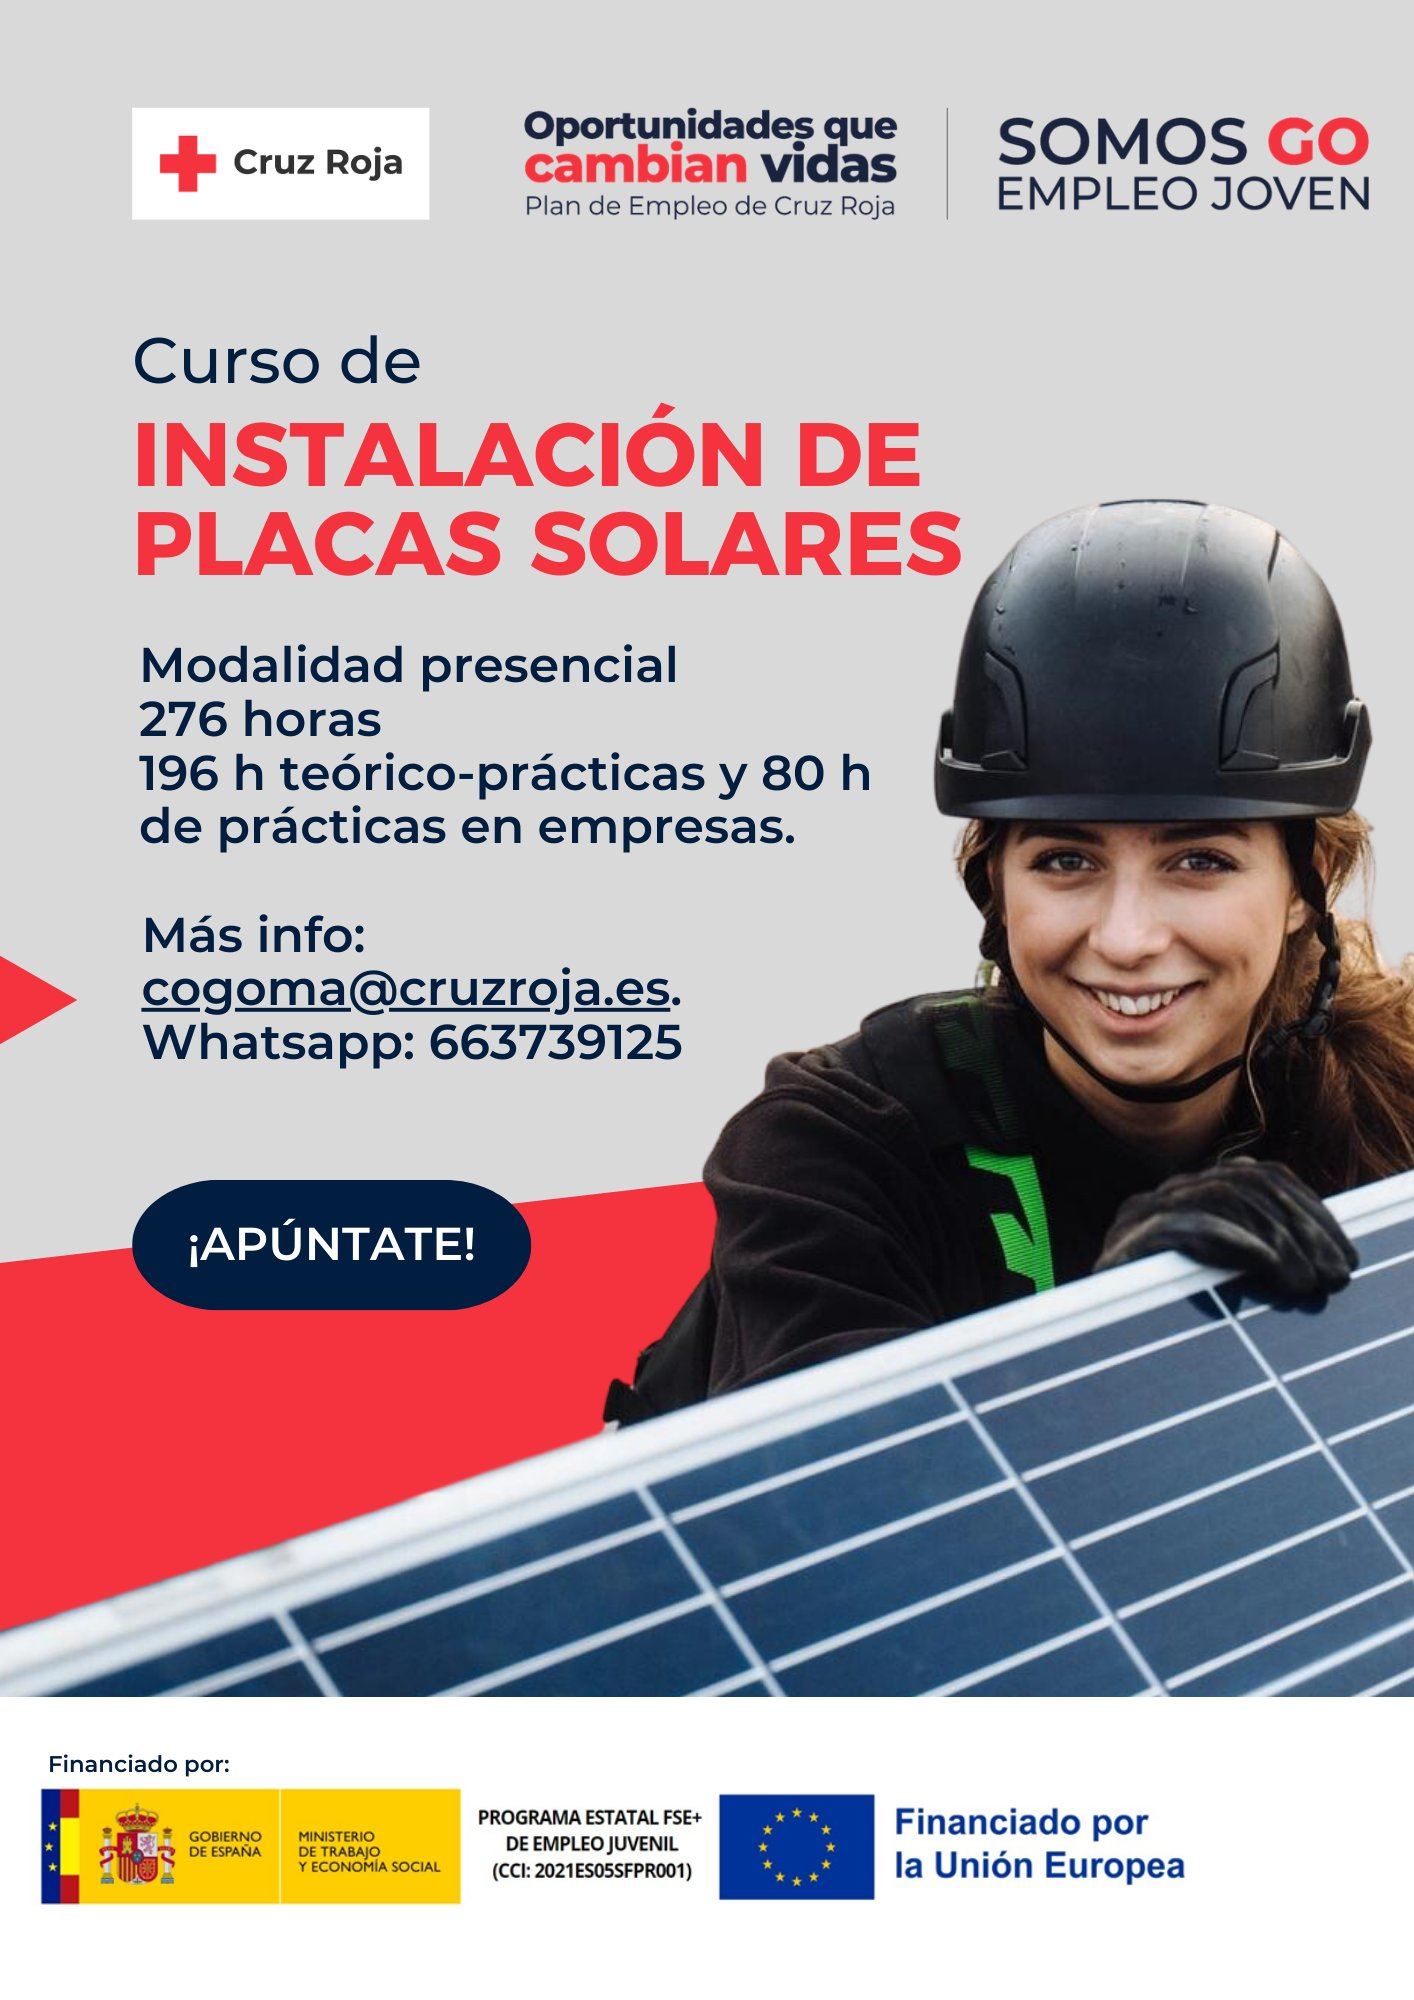 Cruz Roja
Oportunidades que
cambian vidas
Plan de Empleo de Cruz Roja
SOMOS GO
EMPLEO JOVEN
Curso de
INSTALACIÓN DE
PLACAS SOLARES
Modalidad presencial
276 horas
196 h teórico-prácticas y 80 h
de prácticas en empresas.
Más info:
cogoma@cruzroja.es.
Whatsapp: 663739125
¡APÚNTATE!
Financiado por:
GOBIERNO
DE ESPAÑA
MINISTERIO
DE TRABAJO
Y ECONOMÍA SOCIAL
PROGRAMA ESTATAL FSE+
DE EMPLEO JUVENIL
(CCI: 2021ES05SFPR001)
Financiado por
la Unión Europea